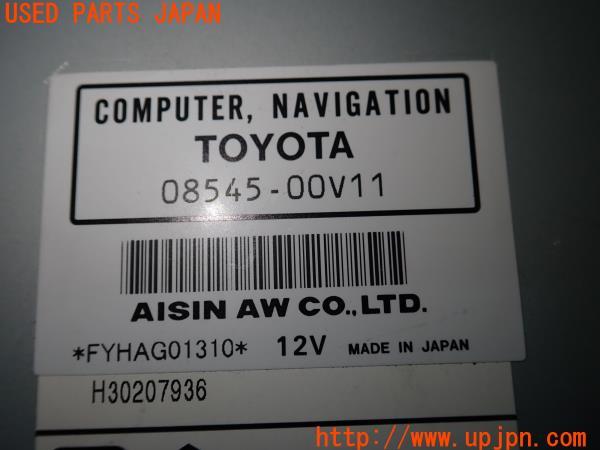 USED PARTS JAPAN
COMPUTER, NAVIGATION
TOYOTA
08545-00V11
AISIN AW CO.,LTD.
*FYHAG01310* 12V MADE IN JAPAN
H30207936
http://www.upjpn.com/